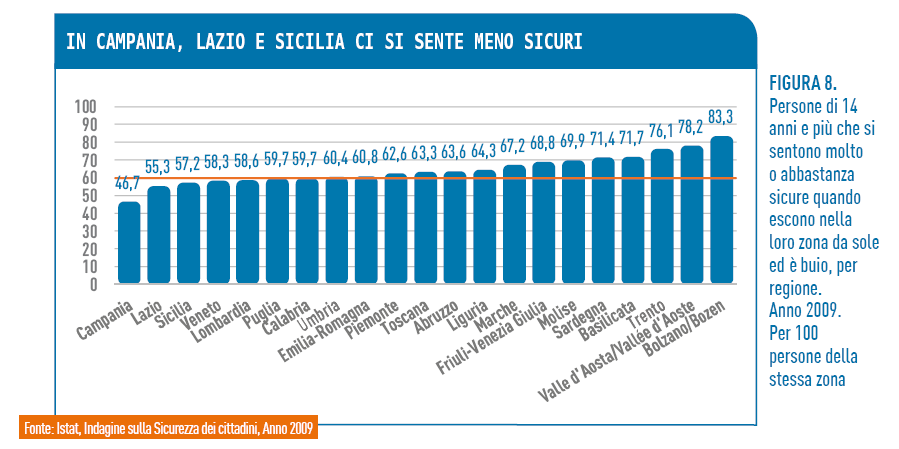 IN CAMPANIA, LAZIO E SICILIA CI SI SENTE MENO SICURI
100
90
80
70
60
50
40
30
20
10
0
46,7
55,3
57,2
58,3
58,6
59,7
59,7
60,4
60,8
62,6
63,3
63,6
64,3
67,2
68,8
69,9
71,4
71,7
76,1
78,2
83,3
Campania
Lazio
Sicilia
Veneto
Lombardia
Puglia
Calabria
Umbria
Emilia-Romagna
Piemonte
Toscana
Abruzzo
Liguria
Marche
Friuli-Venezia Giulia
Molise
Sardegna
Basilicata
Trento
Valle d'Aosta/Vallée d'Aoste
Bolzano/Bozen
FIGURA 8.
Persone di 14
anni e più che si
sentono molto
o abbastanza
sicure quando
escono nella
loro zona da sole
ed è buio, per
regione.
Anno 2009.
Per 100
persone della
stessa zona
Fonte: Istat, Indagine sulla Sicurezza dei cittadini, Anno 2009